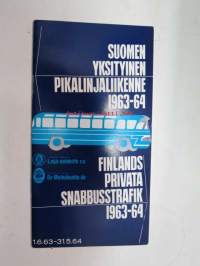 SUOMEN
YKSITYINEN
PIKALINJALIIKENNE
1963-64
FINLANDS
PRIVATA
SNABBUSSTRAFIK
1963-64
1.6.63-31.5.64